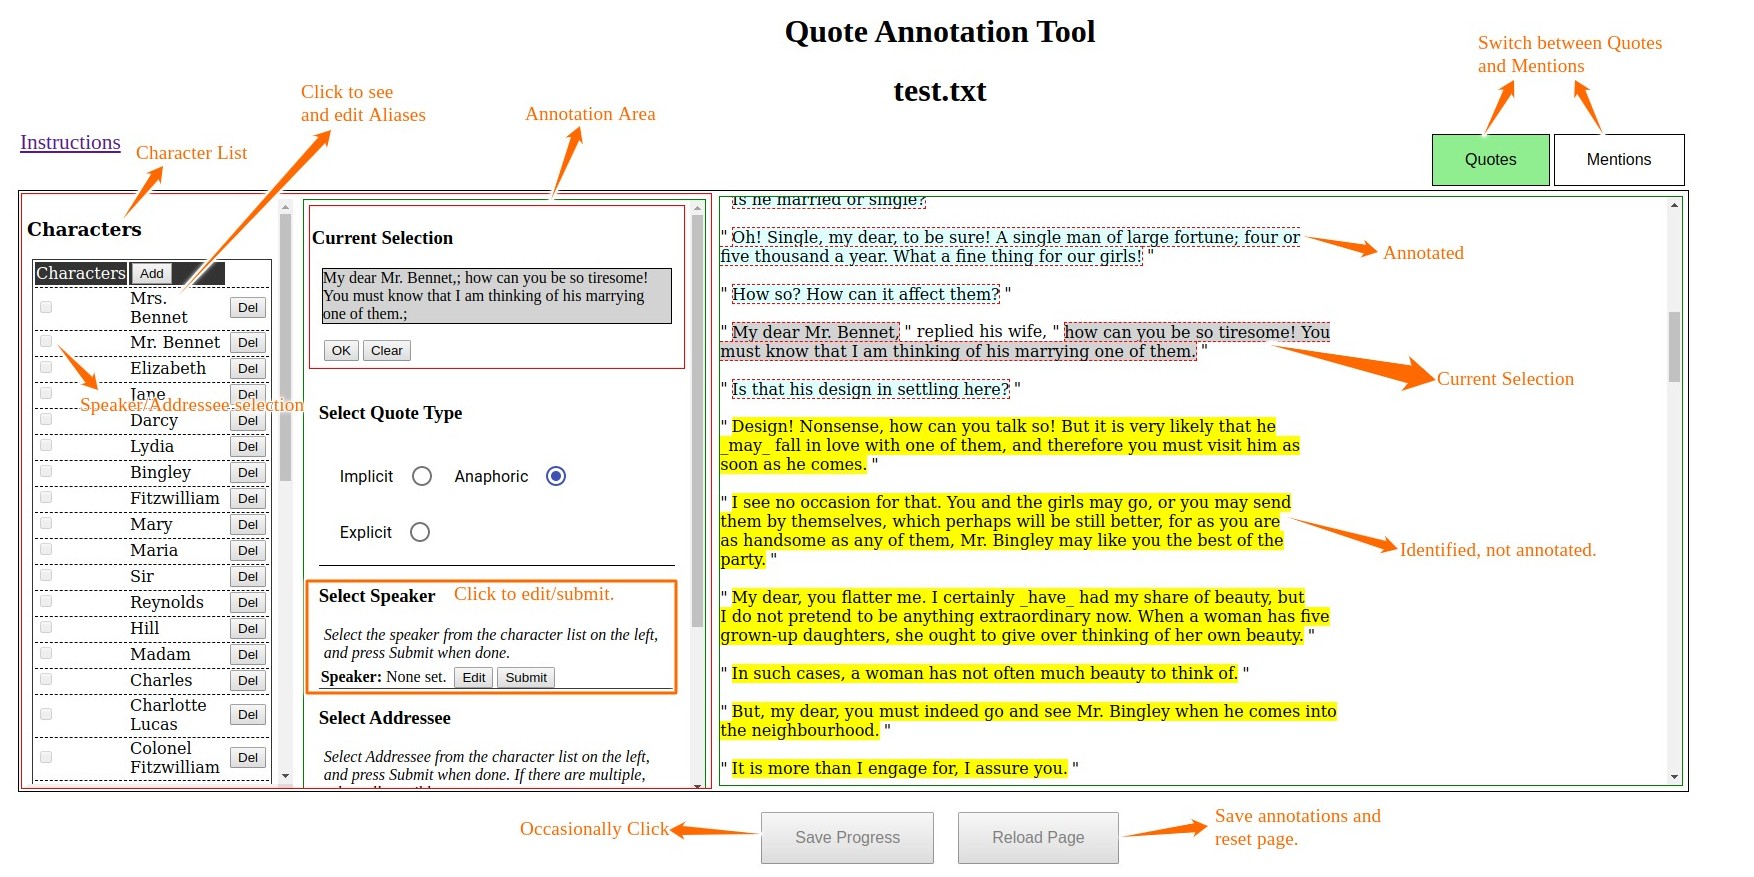 Quote Annotation Tool
test.txt
Switch between Quotes
and Mentions
Click to see
and edit Aliases
Annotation Area
Instructions
Character List
Quotes
Mentions
Characters
Characters Add
Mrs.
Bennet Del
Mr. Bennet Del
Elizabeth Del
Jane Del
Speaker/Addressee selection
Darcy Del
Lydia Del
Bingley Del
Fitzwilliam Del
Mary Del
Maria Del
Sir Del
Reynolds Del
Hill Del
Madam Del
Charles Del
Charlotte
Lucas Del
Colonel
Fitzwilliam Del
Current Selection
My dear Mr. Bennet,; how can you be so tiresome!
You must know that I am thinking of his marrying
one of them.;
OK Clear
Select Quote Type
Implicit Anaphoric
Explicit
Select Speaker Click to edit/submit.
Select the speaker from the character list on the left,
and press Submit when done.
Speaker: None set. Edit Submit
Select Addressee
Select Addressee from the character list on the left,
and press Submit when done. If there are multiple,
Is he married or single?
" Oh! Single, my dear, to be sure! A single man of large fortune; four or
five thousand a year. What a fine thing for our girls! "
Annotated
" How so? How can it affect them? "
" My dear Mr. Bennet, " replied his wife, " how can you be so tiresome! You
must know that I am thinking of his marrying one of them. "
Current Selection
" Is that his design in settling here? "
" Design! Nonsense, how can you talk so! But it is very likely that he
_may_ fall in love with one of them, and therefore you must visit him as
soon as he comes. "
" I see no occasion for that. You and the girls may go, or you may send
them by themselves, which perhaps will be still better, for as you are
as handsome as any of them, Mr. Bingley may like you the best of the
party. "
Identified, not annotated.
" My dear, you flatter me. I certainly _have_ had my share of beauty, but
I do not pretend to be anything extraordinary now. When a woman has five
grown-up daughters, she ought to give over thinking of her own beauty. "
" In such cases, a woman has not often much beauty to think of. "
" But, my dear, you must indeed go and see Mr. Bingley when he comes into
the neighbourhood. "
" It is more than I engage for, I assure you. "
Occasionally Click
Save Progress
Reload Page
Save annotations and
reset page.